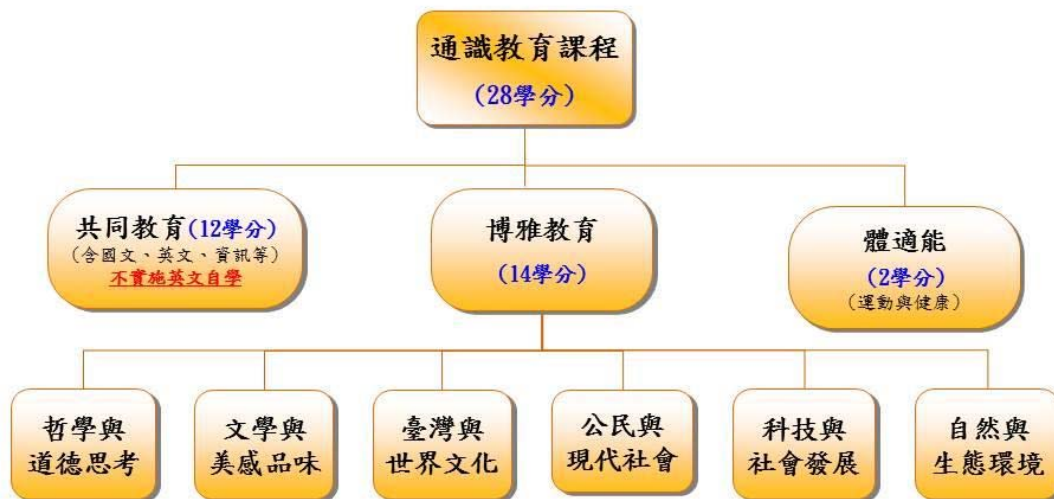 通識教育課程
(28學分)
共同教育(12學分)
(含國文、英文、資訊等)
不實施英文自學
博雅教育
(14學分)
體適能
(2學分)
(運動與健康)
哲學與
道德思考
文學與
美感品味
臺灣與
世界文化
公民與
現代社會
科技與
社會發展
自然與
生態環境